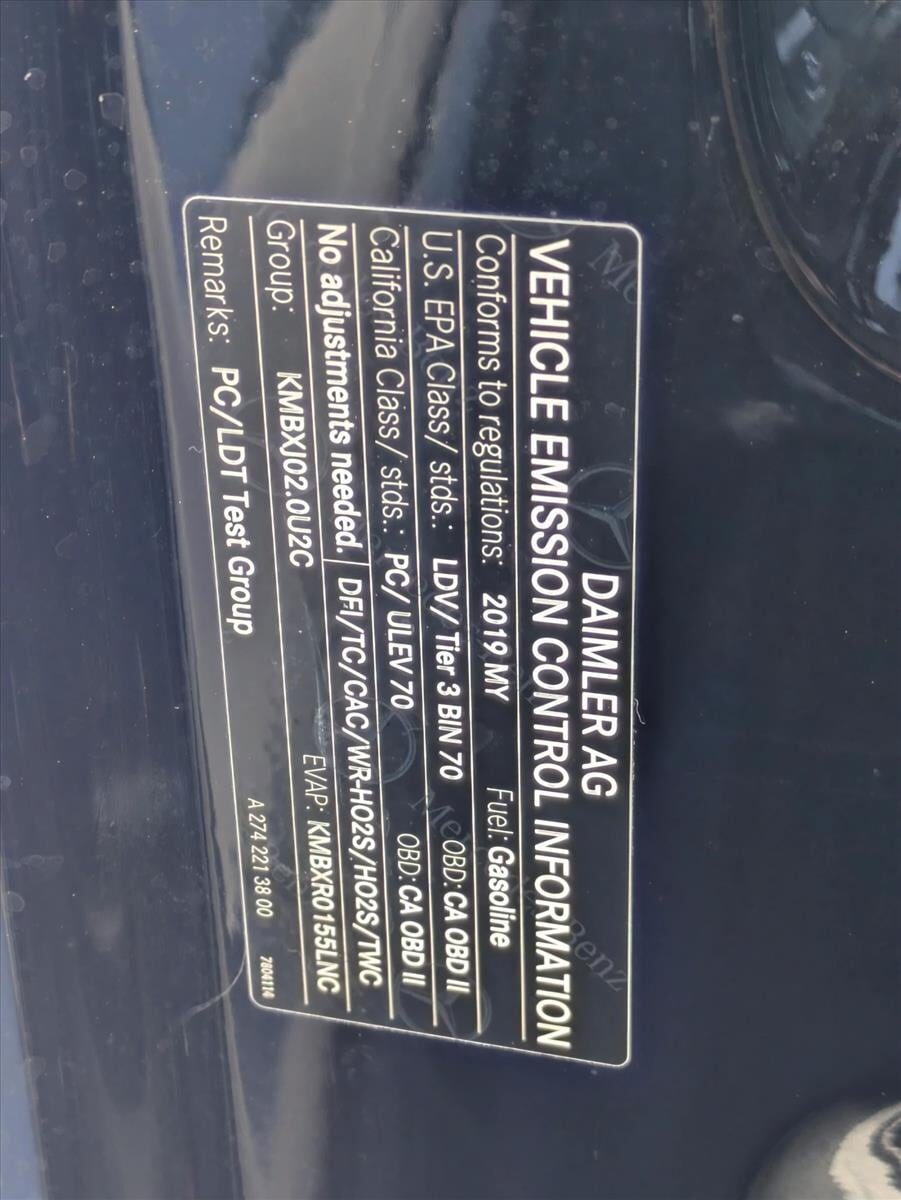 DAIMLER AG
VEHICLE EMISSION CONTROL INFORMATION
Conforms to regulations: 2019 MY Fuel: Gasoline
U.S. EPA Class/ stds.: LDV/ Tier 3 BIN 70 OBD: CA OBD II
California Class/ stds.: PC/ ULEV 70 OBD: CA OBD II
No adjustments needed. DFI/TC/CAC/WR-HO2S/HO2S/TWC
Group: KMBXJ02.0U2C EVAP: KMBXR0155LNC
Remarks: PC/LDT Test Group A 274 221 38 00 7804114